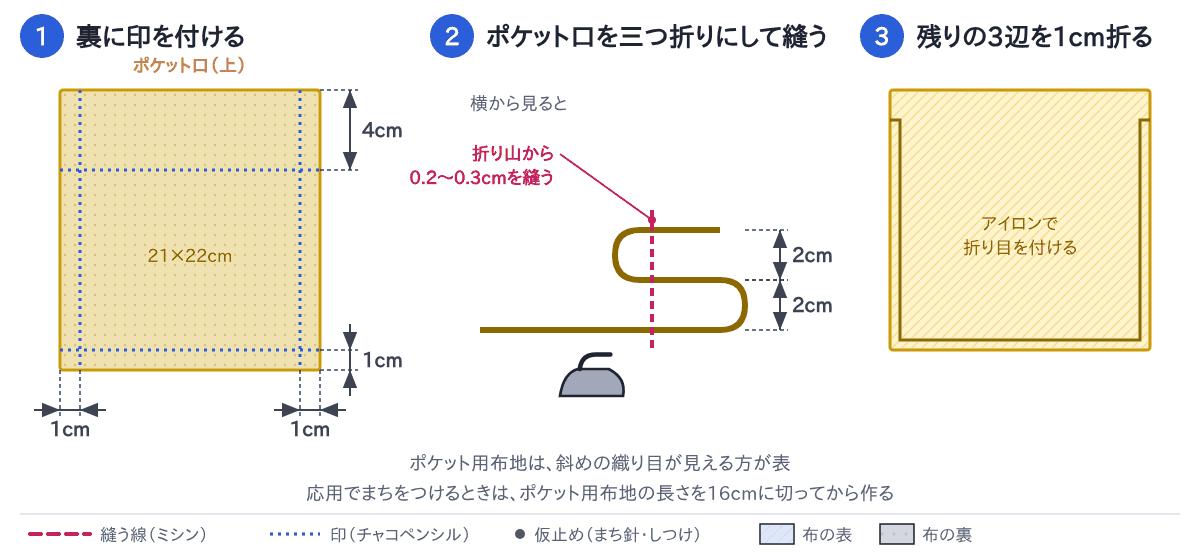 1 裏に印を付ける
ポケット口（上）
4cm
21×22cm
1cm
1cm
1cm
2 ポケット口を三つ折りにして縫う
横から見ると
折り山から
0.2〜0.3cmを縫う
2cm
2cm
3 残りの3辺を1cm折る
アイロンで
折り目を付ける
ポケット用布地は、斜めの織り目が見える方が表
応用でまちをつけるときは、ポケット用布地の長さを16cmに切ってから作る
縫う線（ミシン）
印（チャコペンシル）
仮止め（まち針・しつけ）
布の表
布の裏